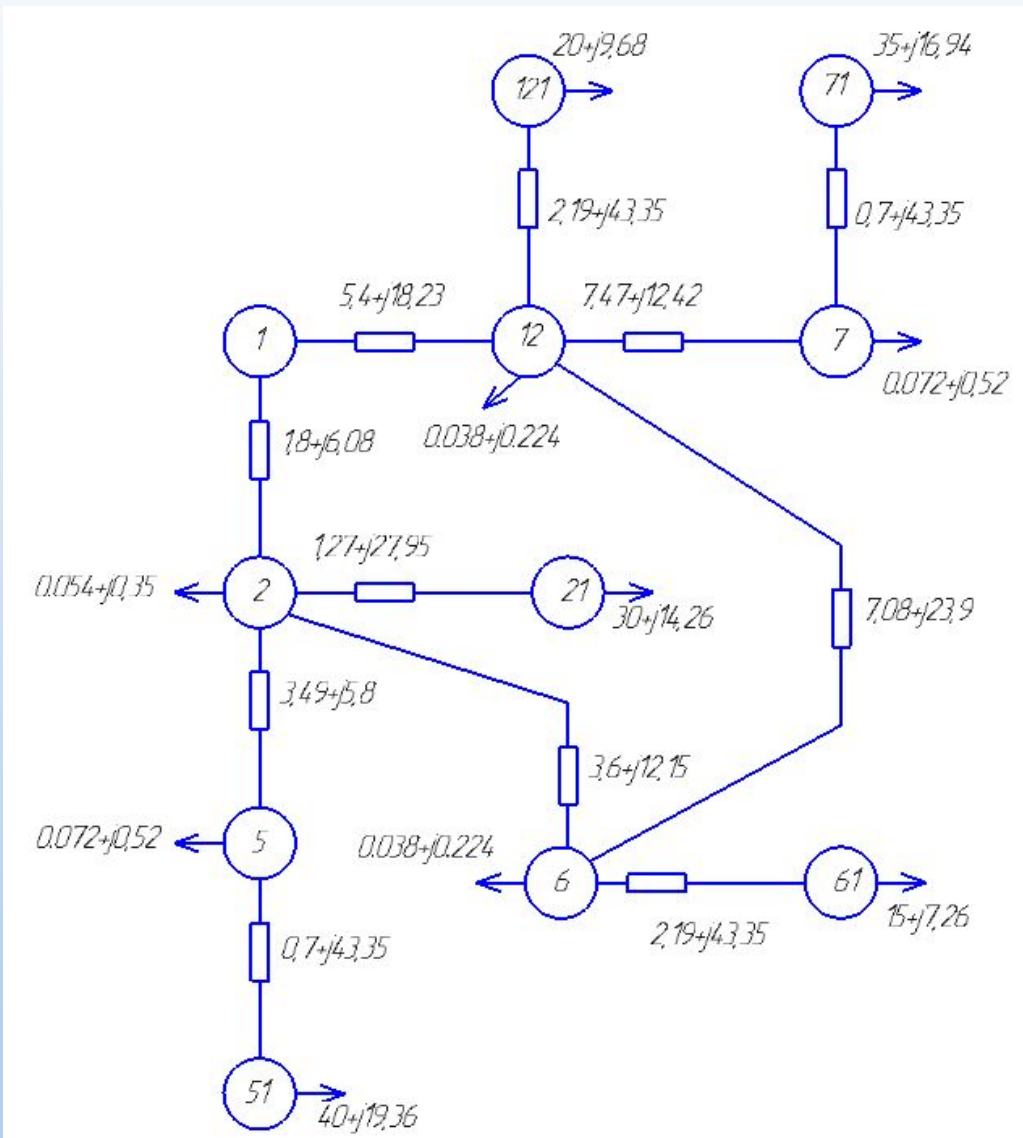 20+j9,68
35+j16,94
121
71
2,19+j43,35
0,7+j43,35
5,4+j18,23
7,47+j12,42
1
12
7
0.072+j0,52
0.038+j0.224
1,8+j6,08
1,27+j27,95
0.054+j0,35
2
21
30+j14,26
7,08+j23,9
3,49+j5,8
3,6+j12,15
0.072+j0,52
5
0.038+j0.224
6
61
15+j7,26
2,19+j43,35
0,7+j43,35
51
40+j19,36